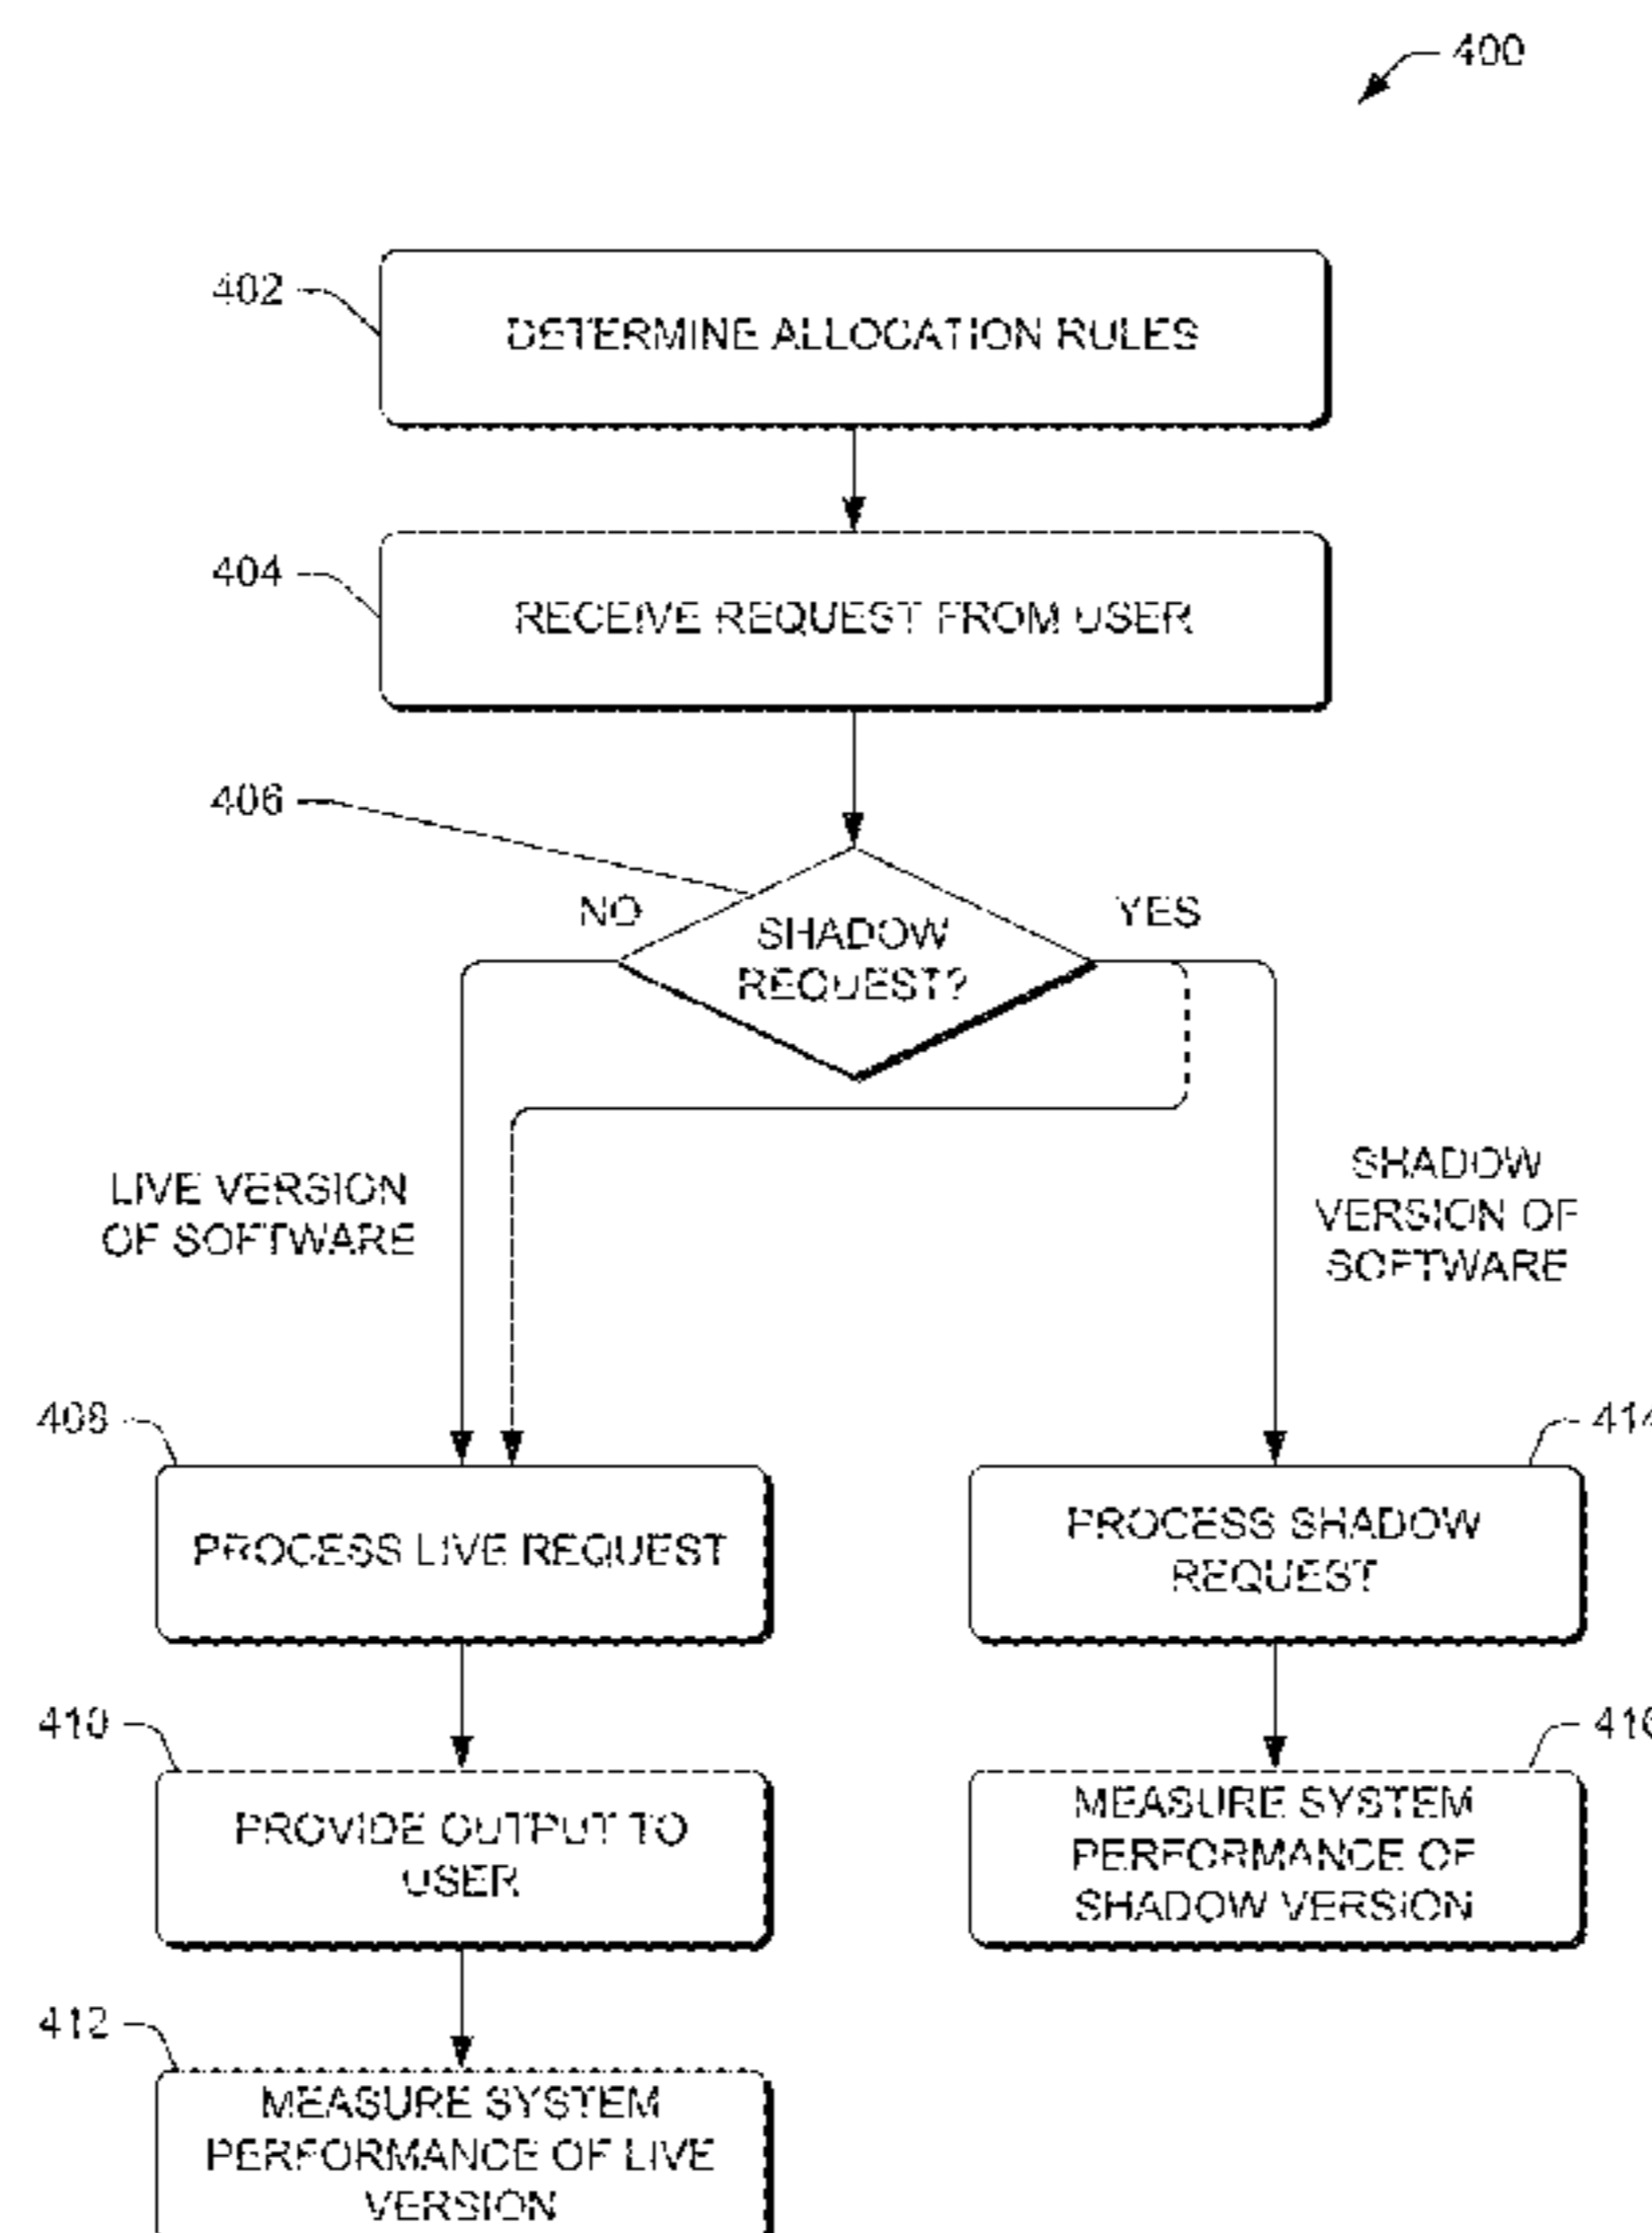 400
402
DETERMINE ALLOCATION RULES
404
RECEIVE REQUEST FROM USER
406
NO
YES
SHADOW
REQUEST?
LIVE VERSION
OF SOFTWARE
SHADOW
VERSION OF
SOFTWARE
408
414
PROCESS LIVE REQUEST
PROCESS SHADOW
REQUEST
410
416
PROVIDE OUTPUT TO
USER
MEASURE SYSTEM
PERFORMANCE OF
SHADOW VERSION
412
MEASURE SYSTEM
PERFORMANCE OF LIVE
VERSION